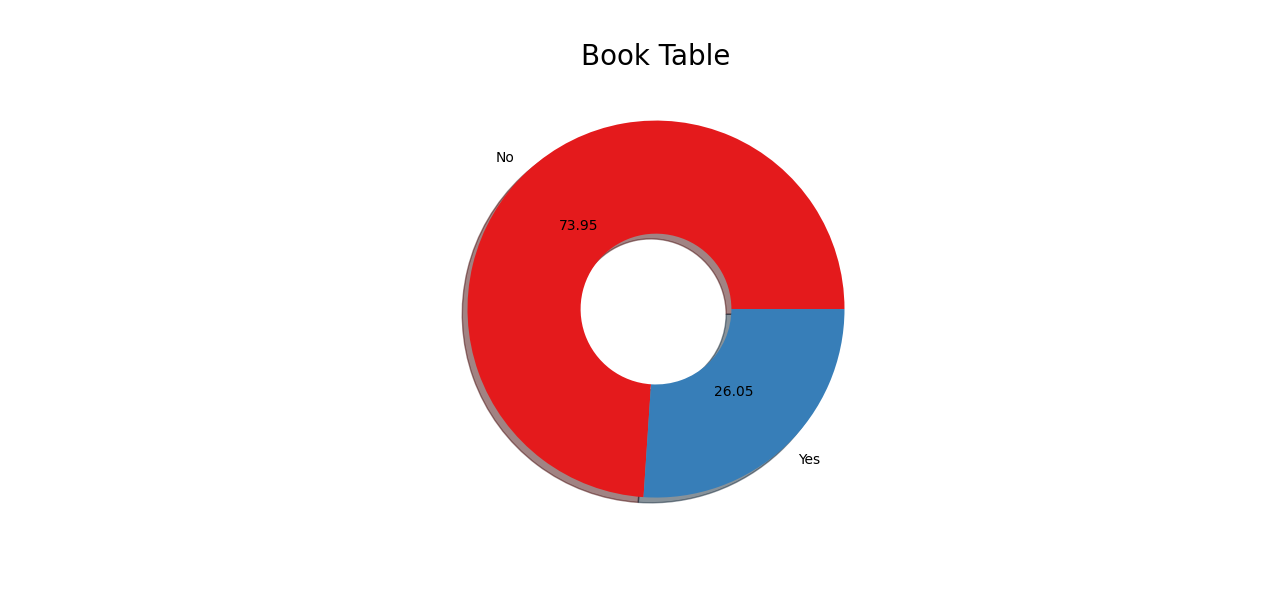 Book Table
No
73.95
26.05
Yes